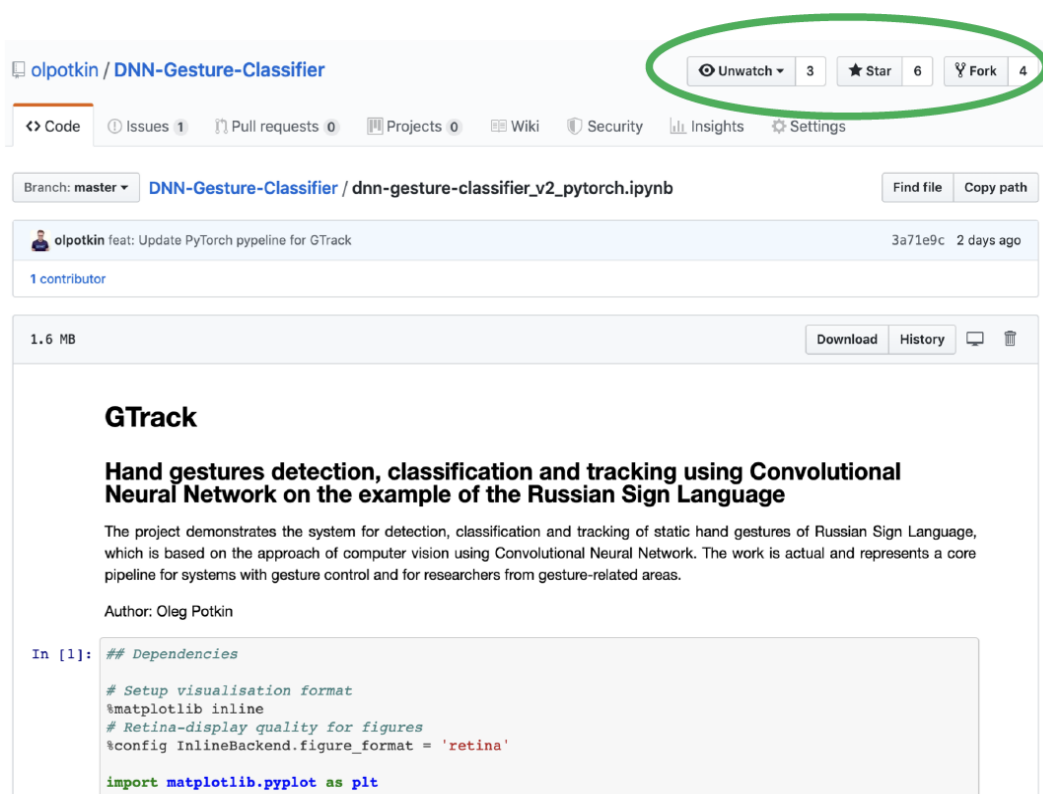 olpotkin / DNN-Gesture-Classifier Unwatch 3 Star 6 Fork 4
Code Issues 1 Pull requests 0 Projects 0 Wiki Security Insights Settings
Branch: master DNN-Gesture-Classifier / dnn-gesture-classifier_v2_pytorch.ipynb Find file Copy path
olpotkin feat: Update PyTorch pypeline for GTrack 3a71e9c 2 days ago
1 contributor
1.6 MB Download History
GTrack
Hand gestures detection, classification and tracking using Convolutional
Neural Network on the example of the Russian Sign Language
The project demonstrates the system for detection, classification and tracking of static hand gestures of Russian Sign Language,
which is based on the approach of computer vision using Convolutional Neural Network. The work is actual and represents a core
pipeline for systems with gesture control and for researchers from gesture-related areas.
Author: Oleg Potkin
In [1]: ## Dependencies
# Setup visualisation format
%matplotlib inline
# Retina-display quality for figures
%config InlineBackend.figure_format = 'retina'
import matplotlib.pyplot as plt